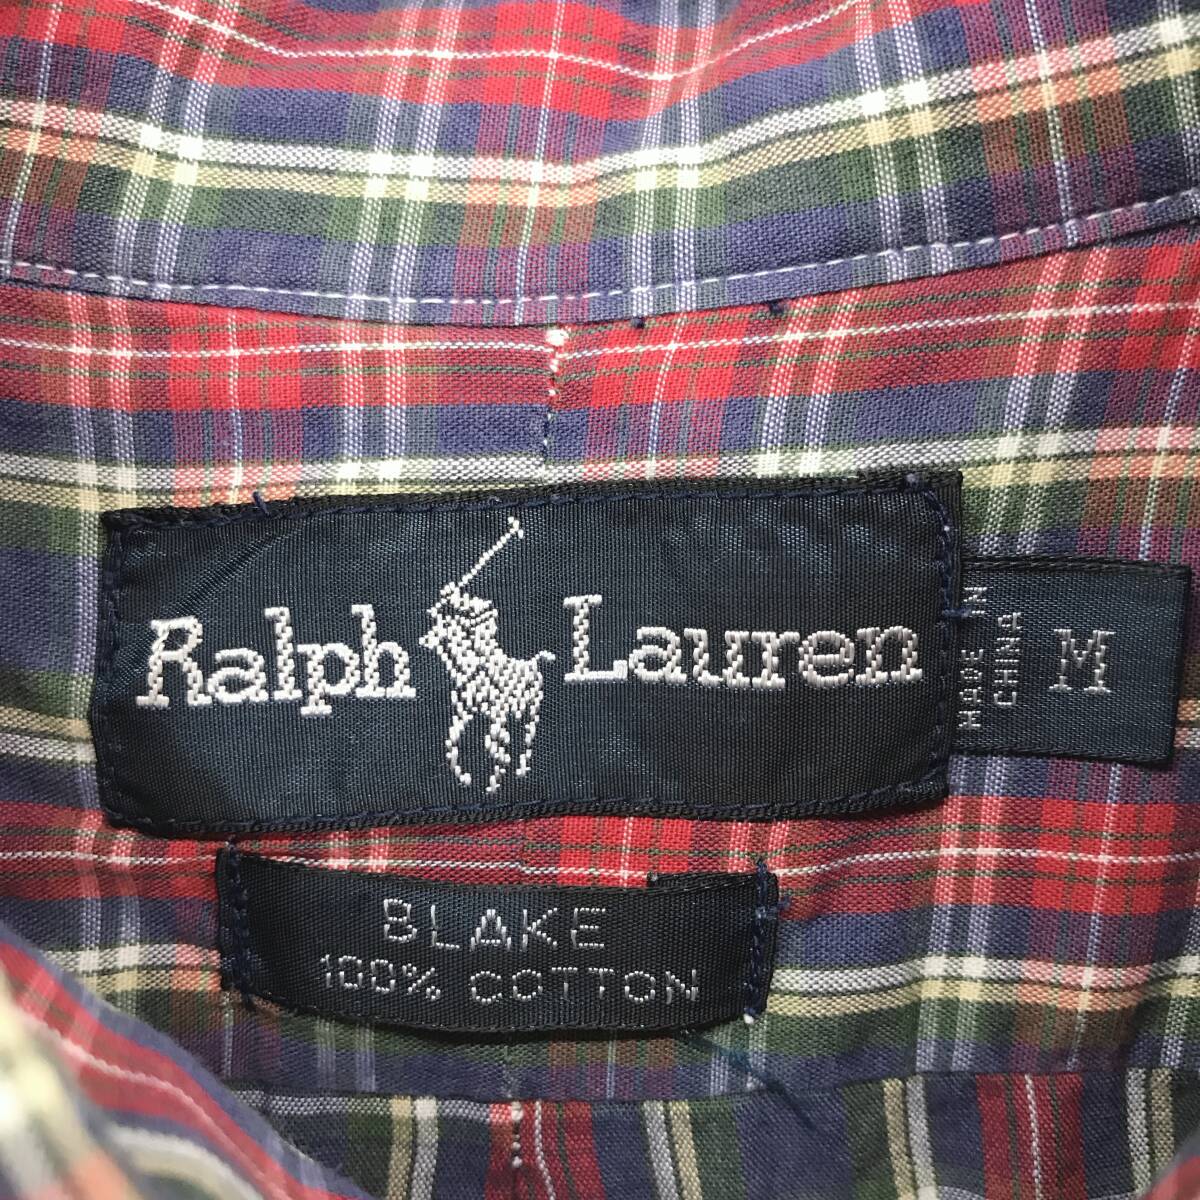 Ralph Lauren
MADE IN
CHINA
M
BLAKE
100% COTTON